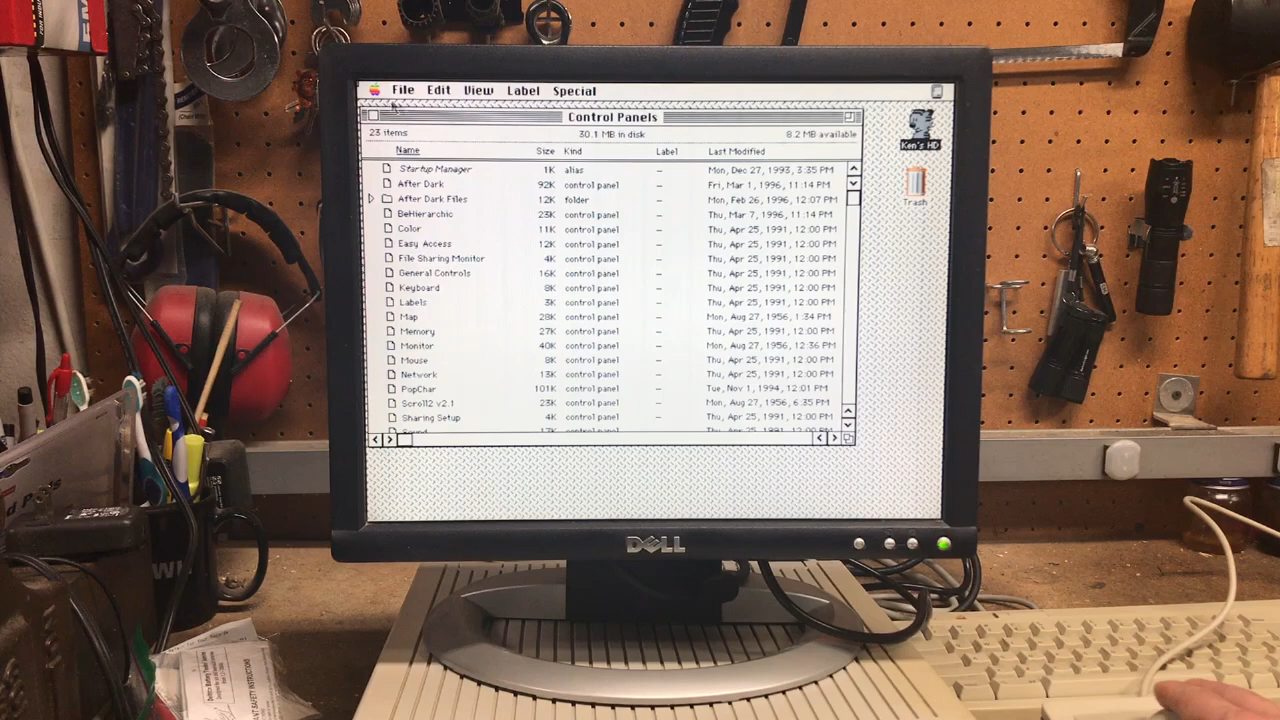 File Edit View Label Special
Control Panels
23 items 30.1 MB in disk 8.2 MB available
Name Size Kind Label Last Modified
Startup Manager 1K alias – Mon, Dec 27, 1993, 3:35 PM
After Dark 92K control panel – Fri, Mar 1, 1996, 11:14 PM
After Dark Files 12K folder – Mon, Feb 26, 1996, 12:07 PM
BeHierarchic 23K control panel – Thu, Mar 7, 1996, 11:14 PM
Color 11K control panel – Thu, Apr 25, 1991, 12:00 PM
Easy Access 12K control panel – Thu, Apr 25, 1991, 12:00 PM
File Sharing Monitor 4K control panel – Thu, Apr 25, 1991, 12:00 PM
General Controls 16K control panel – Thu, Apr 25, 1991, 12:00 PM
Keyboard 8K control panel – Thu, Apr 25, 1991, 12:00 PM
Labels 3K control panel – Thu, Apr 25, 1991, 12:00 PM
Map 28K control panel – Mon, Aug 27, 1956, 1:34 PM
Memory 27K control panel – Thu, Apr 25, 1991, 12:00 PM
Monitor 40K control panel – Mon, Aug 27, 1956, 12:36 PM
Mouse 8K control panel – Thu, Apr 25, 1991, 12:00 PM
Network 13K control panel – Thu, Apr 25, 1991, 12:00 PM
PopChar 101K control panel – Tue, Nov 1, 1994, 12:01 PM
Scroll2 v2.1 23K control panel – Mon, Aug 27, 1956, 6:35 PM
Sharing Setup 4K control panel – Thu, Apr 25, 1991, 12:00 PM
Sound 17K control panel – Thu, Apr 25, 1991, 12:00 PM
Ken's HD
Trash
DELL